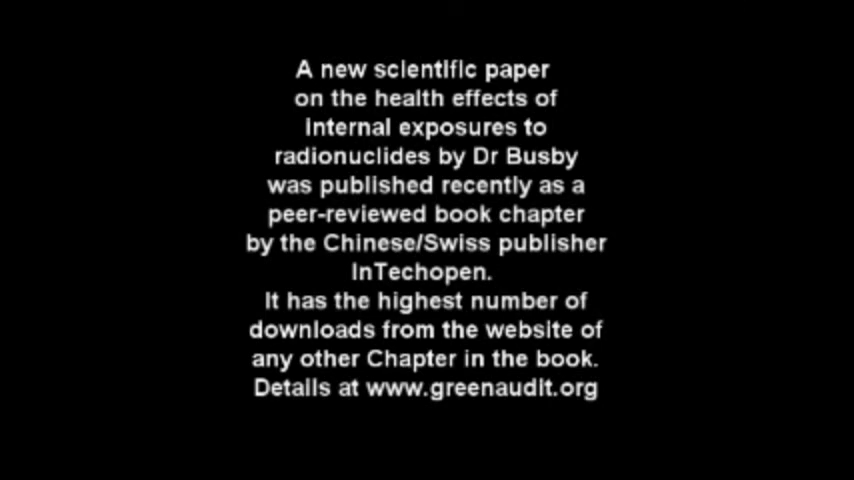 A new scientific paper
on the health effects of
internal exposures to
radionuclides by Dr Busby
was published recently as a
peer-reviewed book chapter
by the Chinese/Swiss publisher
InTechopen.
It has the highest number of
downloads from the website of
any other Chapter in the book.
Details at www.greenaudit.org